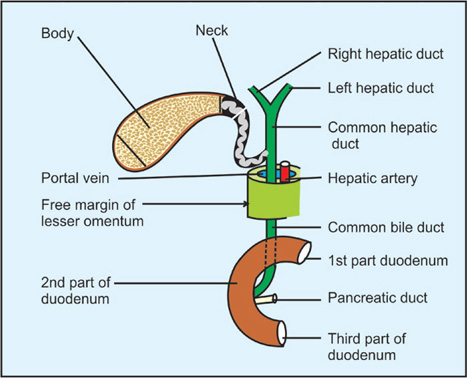 Body
Neck
Right hepatic duct
Left hepatic duct
Common hepatic
duct
Portal vein
Hepatic artery
Free margin of
lesser omentum
Common bile duct
1st part duodenum
2nd part of
duodenum
Pancreatic duct
Third part of
duodenum